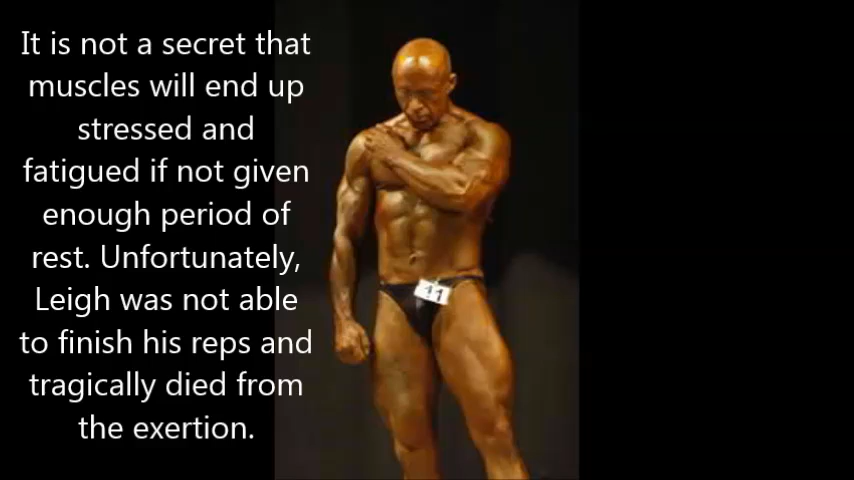 It is not a secret that
muscles will end up
stressed and
fatigued if not given
enough period of
rest. Unfortunately,
Leigh was not able
to finish his reps and
tragically died from
the exertion.
11